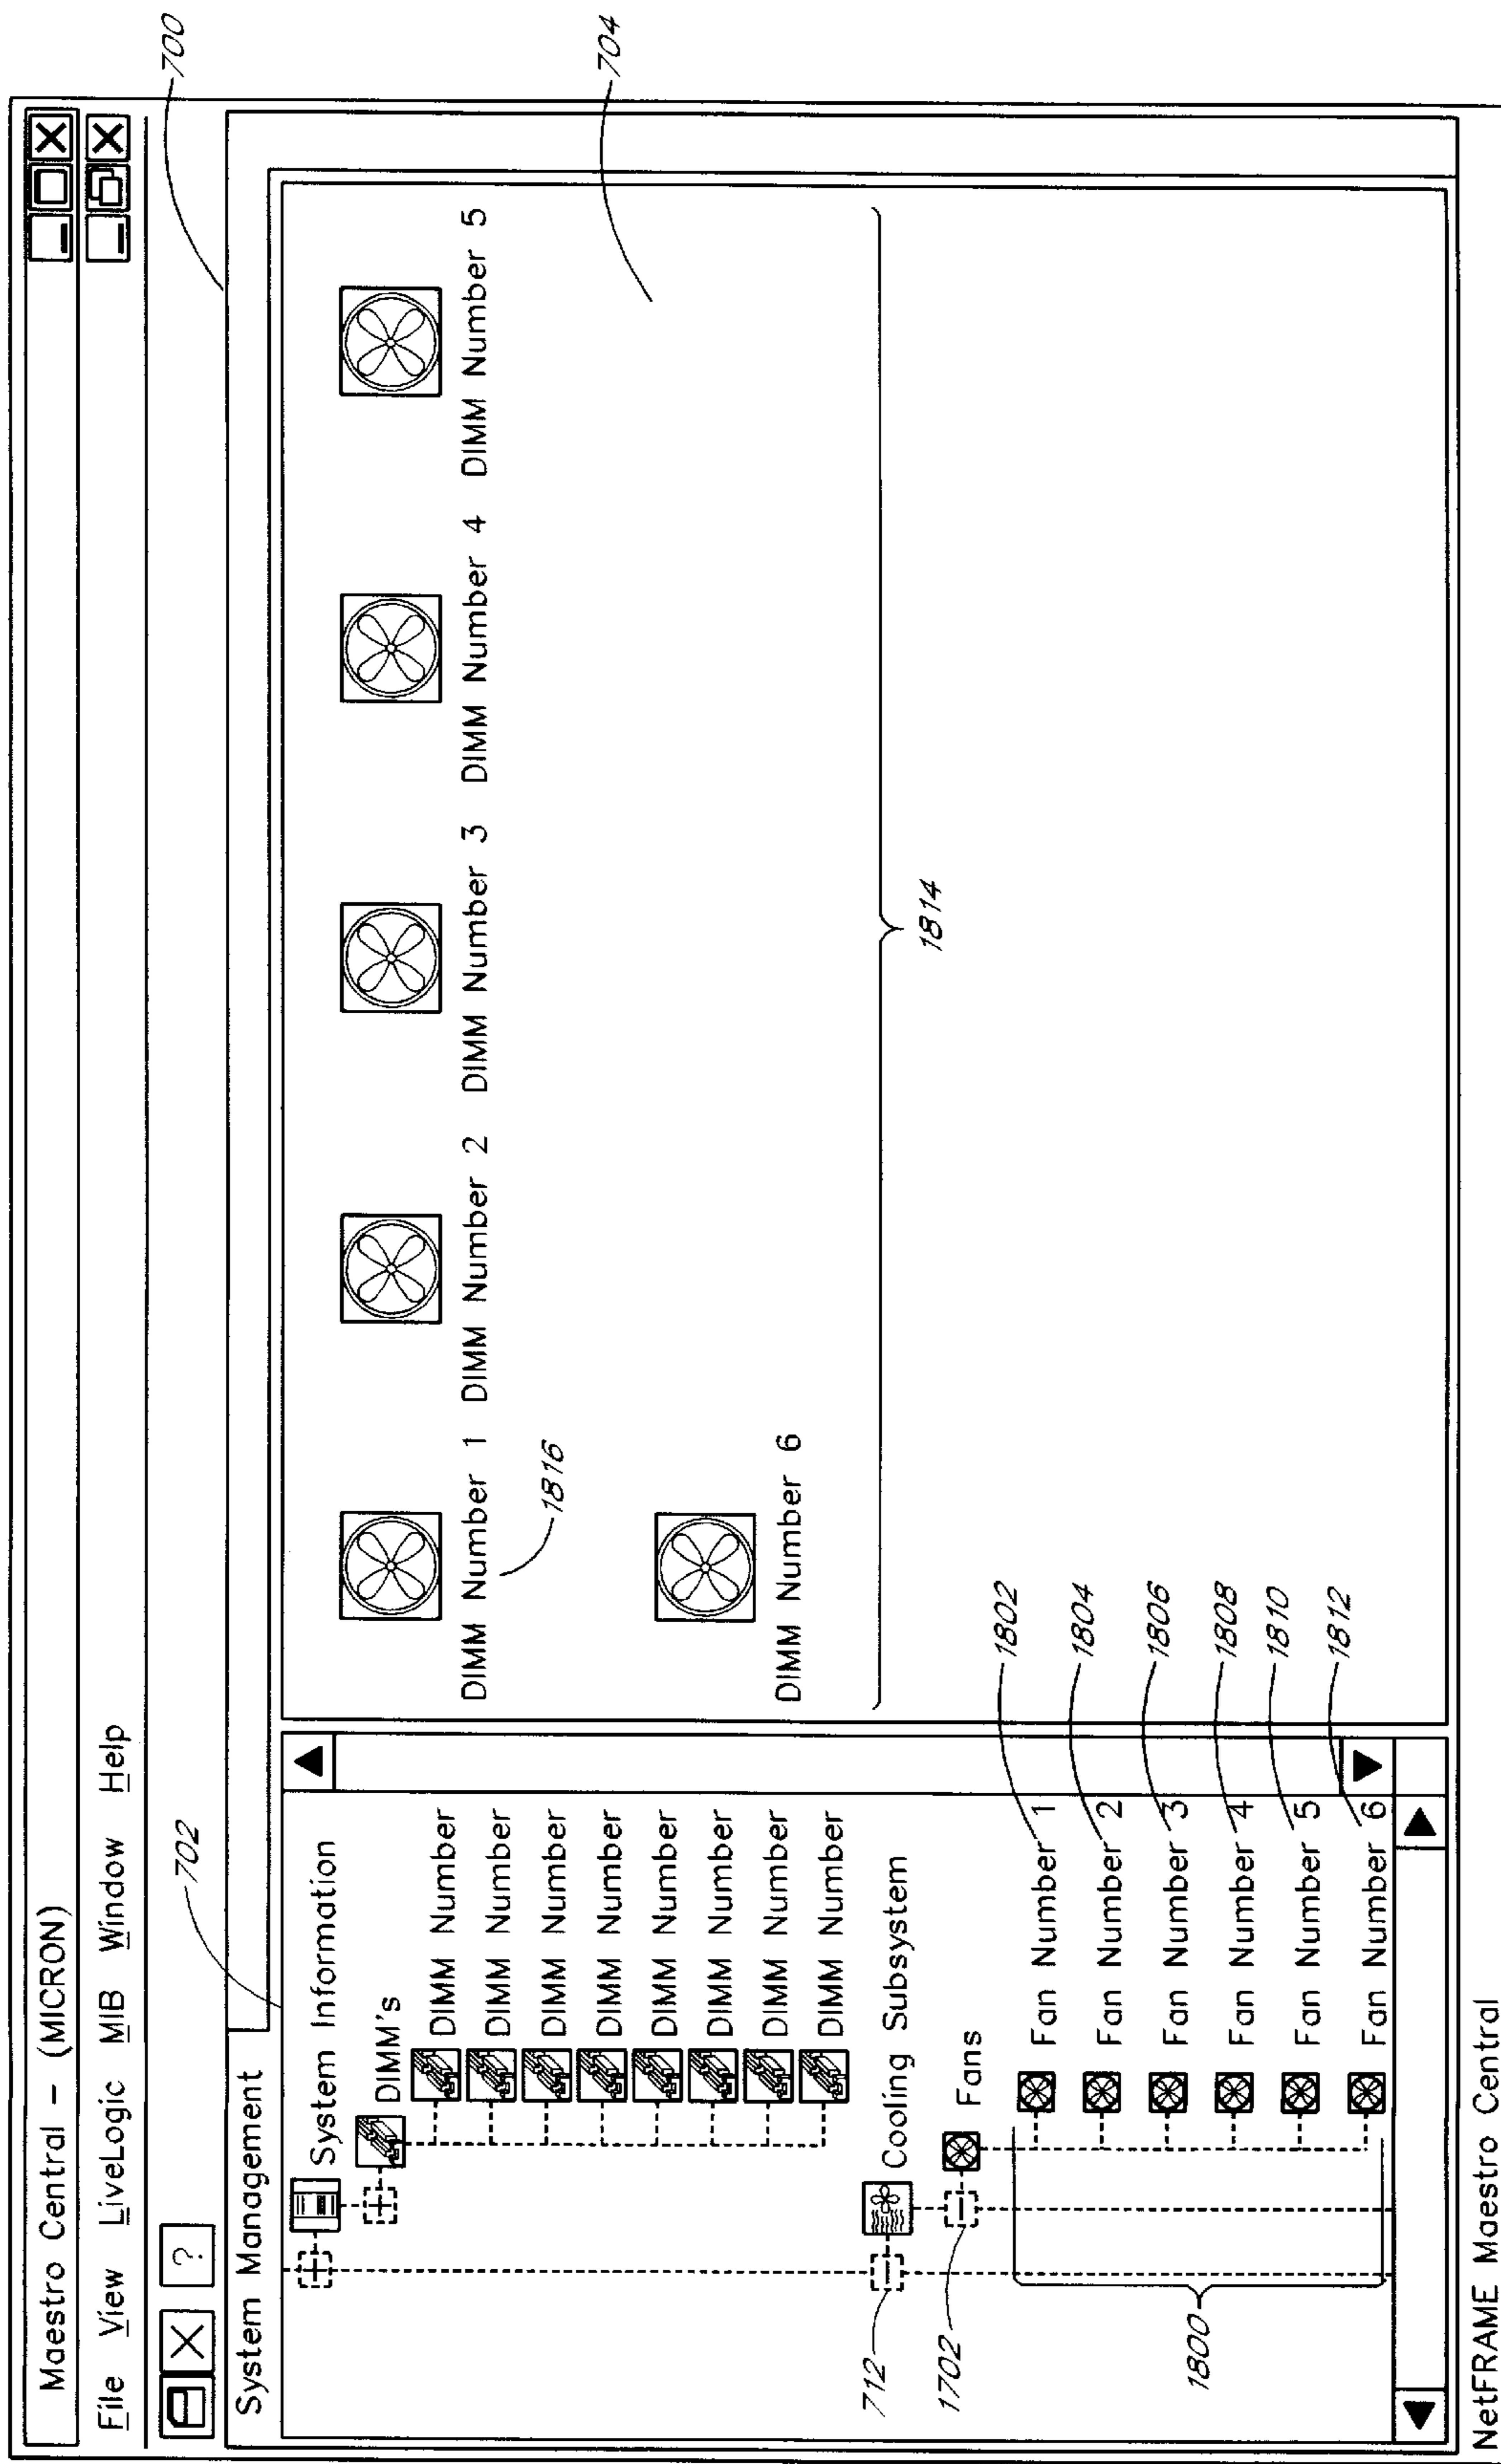 Maestro Central – (MICRON)
File View LiveLogic MIB Window Help
?
702
700
System Management
System Information
DIMM's
DIMM Number
DIMM Number
DIMM Number
DIMM Number
DIMM Number
DIMM Number
DIMM Number
DIMM Number
712
Cooling Subsystem
1702
Fans
Fan Number 1
Fan Number 2
Fan Number 3
Fan Number 4
Fan Number 5
Fan Number 6
1800
1802
1804
1806
1808
1810
1812
DIMM Number 1 DIMM Number 2 DIMM Number 3 DIMM Number 4 DIMM Number 5
1816
704
DIMM Number 6
1814
NetFRAME Maestro Central